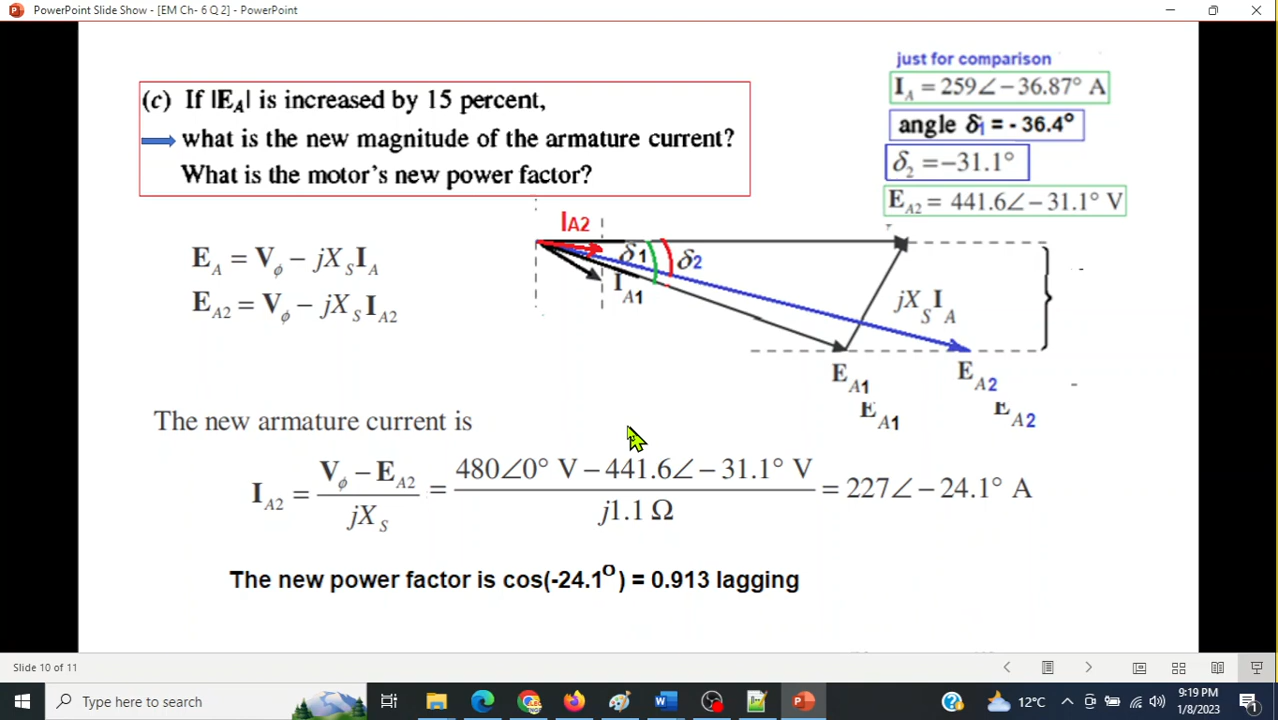 PowerPoint Slide Show - [EM Ch- 6 Q 2] - PowerPoint
just for comparison
I_A = 259∠−36.87° A
angle δ1 = - 36.4°
δ_2 = −31.1°
E_A2 = 441.6∠−31.1° V
(c) If |E_A| is increased by 15 percent,
what is the new magnitude of the armature current?
What is the motor's new power factor?
I_A2
δ1
δ2
I_A1
jX_S I_A
E_A1
E_A2
E_A1
E_A2
E_A = V_ϕ − jX_S I_A
E_A2 = V_ϕ − jX_S I_A2
The new armature current is
I_A2 = (V_ϕ − E_A2) / jX_S = (480∠0° V − 441.6∠−31.1° V) / j1.1 Ω = 227∠−24.1° A
The new power factor is cos(-24.1°) = 0.913 lagging
Slide 10 of 11
Type here to search
12°C
9:19 PM
1/8/2023
1